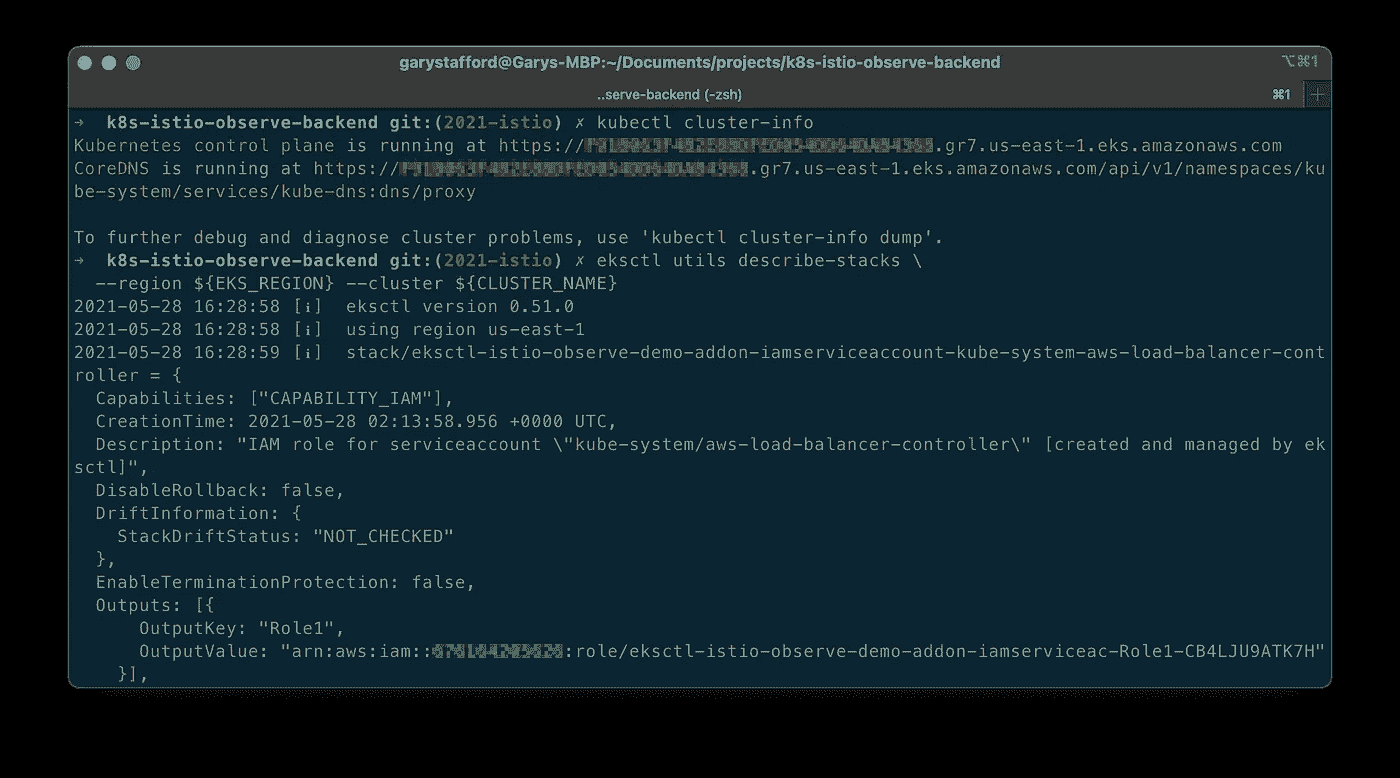 garystafford@Garys-MBP:~/Documents/projects/k8s-istio-observe-backend ⌥⌘1
..serve-backend (-zsh) ⌘1 +
→ k8s-istio-observe-backend git:(2021-istio) ✗ kubectl cluster-info
Kubernetes control plane is running at https://.gr7.us-east-1.eks.amazonaws.com
CoreDNS is running at https://.gr7.us-east-1.eks.amazonaws.com/api/v1/namespaces/ku
be-system/services/kube-dns:dns/proxy
To further debug and diagnose cluster problems, use 'kubectl cluster-info dump'.
→ k8s-istio-observe-backend git:(2021-istio) ✗ eksctl utils describe-stacks \
--region ${EKS_REGION} --cluster ${CLUSTER_NAME}
2021-05-28 16:28:58 [ℹ] eksctl version 0.51.0
2021-05-28 16:28:58 [ℹ] using region us-east-1
2021-05-28 16:28:59 [ℹ] stack/eksctl-istio-observe-demo-addon-iamserviceaccount-kube-system-aws-load-balancer-cont
roller = {
Capabilities: ["CAPABILITY_IAM"],
CreationTime: 2021-05-28 02:13:58.956 +0000 UTC,
Description: "IAM role for serviceaccount \"kube-system/aws-load-balancer-controller\" [created and managed by ek
sctl]",
DisableRollback: false,
DriftInformation: {
StackDriftStatus: "NOT_CHECKED"
},
EnableTerminationProtection: false,
Outputs: [{
OutputKey: "Role1",
OutputValue: "arn:aws:iam:::role/eksctl-istio-observe-demo-addon-iamserviceac-Role1-CB4LJU9ATK7H"
}],